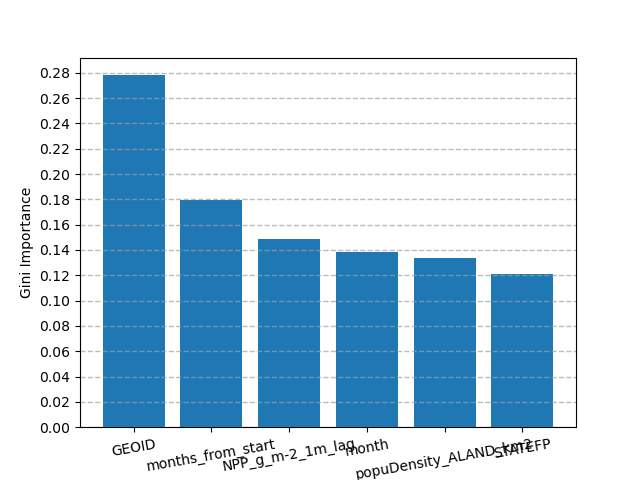 0.28
0.26
0.24
0.22
0.20
0.18
0.16
0.14
0.12
0.10
0.08
0.06
0.04
0.02
0.00
Gini Importance
GEOID
months_from_start
NPP_g_m-2_1m_lag
month
popuDensity_ALAND_km2
STATEFP